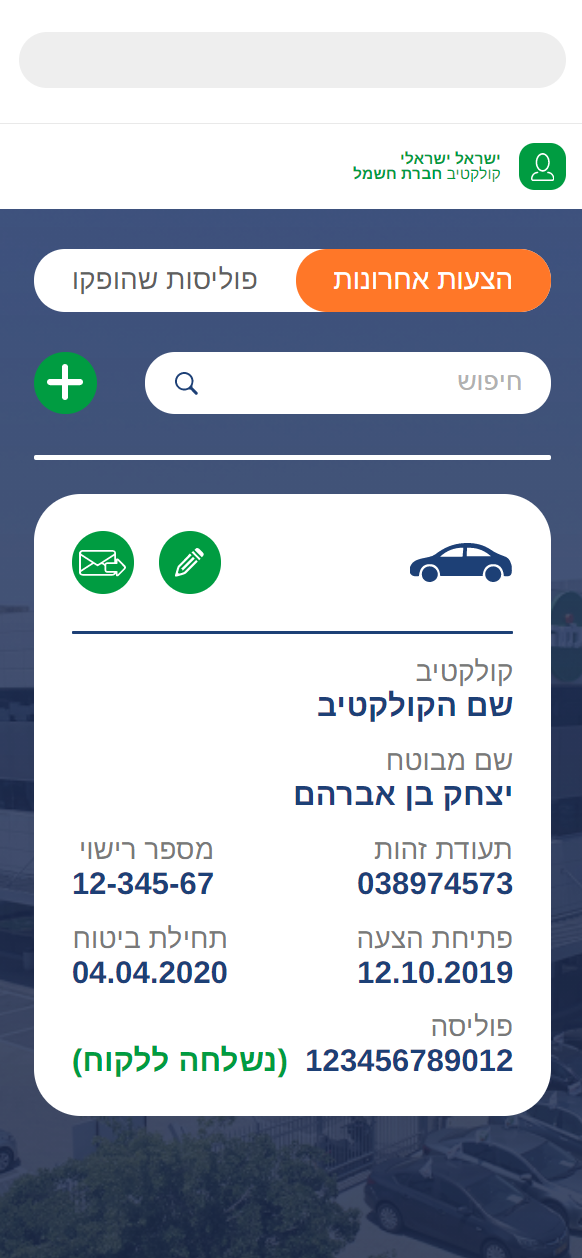 ישראל ישראלי
קולקטיב חברת חשמל
הצעות אחרונות
פוליסות שהופקו
חיפוש
קולקטיב
שם הקולקטיב
שם מבוטח
יצחק בן אברהם
תעודת זהות
מספר רישוי
038974573
12-345-67
פתיחת הצעה
תחילת ביטוח
12.10.2019
04.04.2020
פוליסה
123456789012 (נשלחה ללקוח)